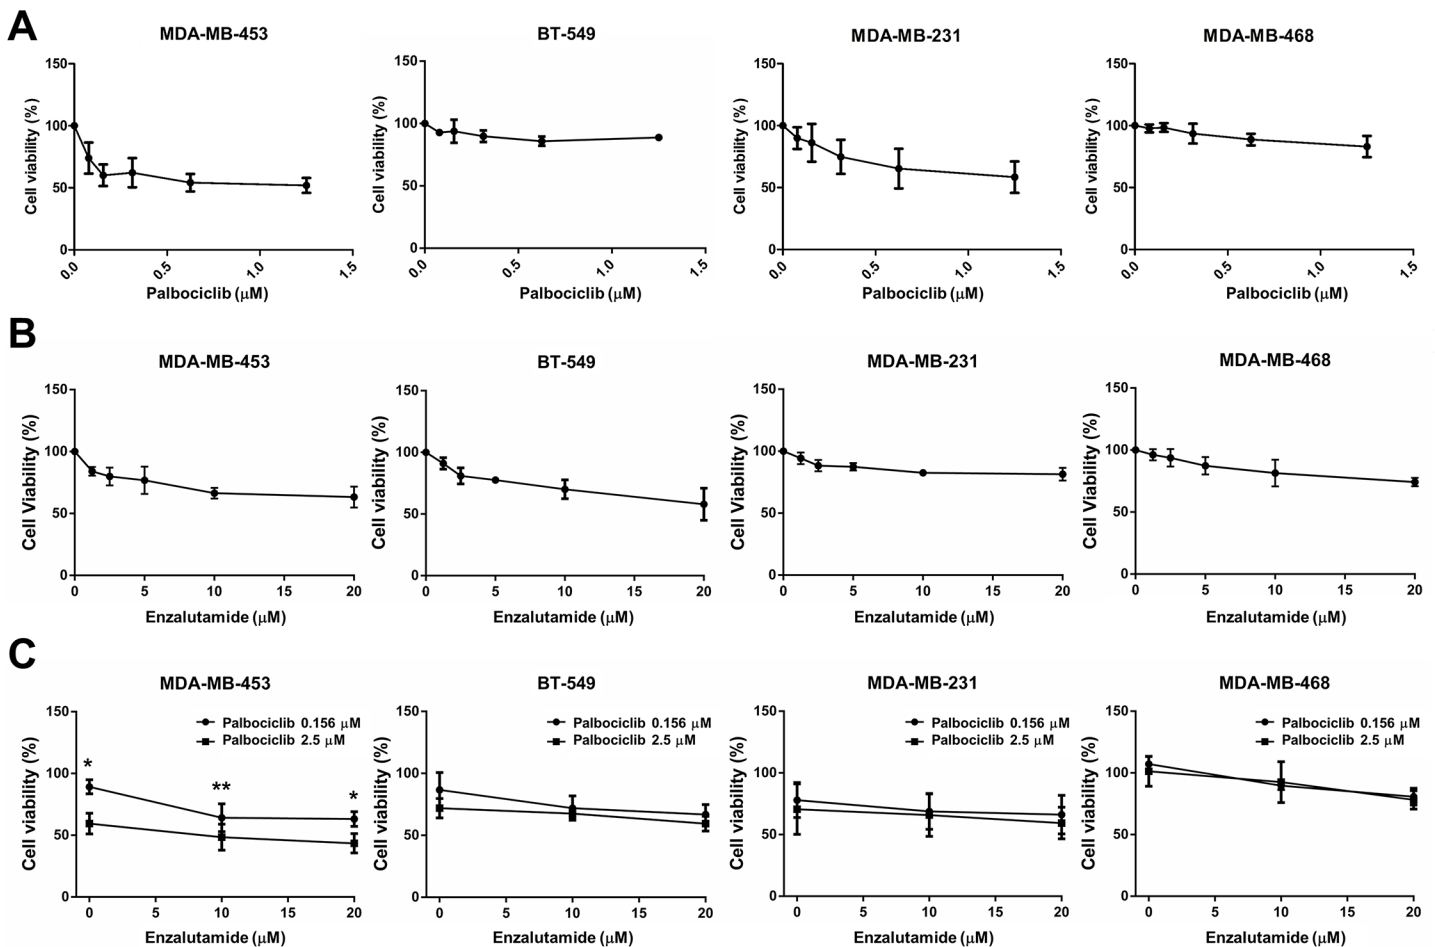 A
MDA-MB-453
BT-549
MDA-MB-231
MDA-MB-468
Cell viability (%)
150
100
50
0
0.0
0.5
1.0
1.5
Palbociclib (μM)
Cell viability (%)
150
100
50
0
0.0
0.5
1.0
1.5
Palbociclib (μM)
Cell viability (%)
150
100
50
0
0.0
0.5
1.0
1.5
Palbociclib (μM)
Cell viability (%)
150
100
50
0
0.0
0.5
1.0
1.5
Palbociclib (μM)
B
MDA-MB-453
BT-549
MDA-MB-231
MDA-MB-468
Cell Viability (%)
150
100
50
0
0 5 10 15 20
Enzalutamide (μM)
Cell Viability (%)
150
100
50
0
0 5 10 15 20
Enzalutamide (μM)
Cell Viability (%)
150
100
50
0
0 5 10 15 20
Enzalutamide (μM)
Cell Viability (%)
150
100
50
0
0 5 10 15 20
Enzalutamide (μM)
C
MDA-MB-453
BT-549
MDA-MB-231
MDA-MB-468
Cell viability (%)
150
100
50
0
Palbociclib 0.156 μM
Palbociclib 2.5 μM
*
**
*
0 5 10 15 20
Enzalutamide (μM)
Cell viability (%)
150
100
50
0
Palbociclib 0.156 μM
Palbociclib 2.5 μM
0 5 10 15 20
Enzalutamide (μM)
Cell viability (%)
150
100
50
0
Palbociclib 0.156 μM
Palbociclib 2.5 μM
0 5 10 15 20
Enzalutamide (μM)
Cell viability (%)
150
100
50
0
Palbociclib 0.156 μM
Palbociclib 2.5 μM
0 5 10 15 20
Enzalutamide (μM)